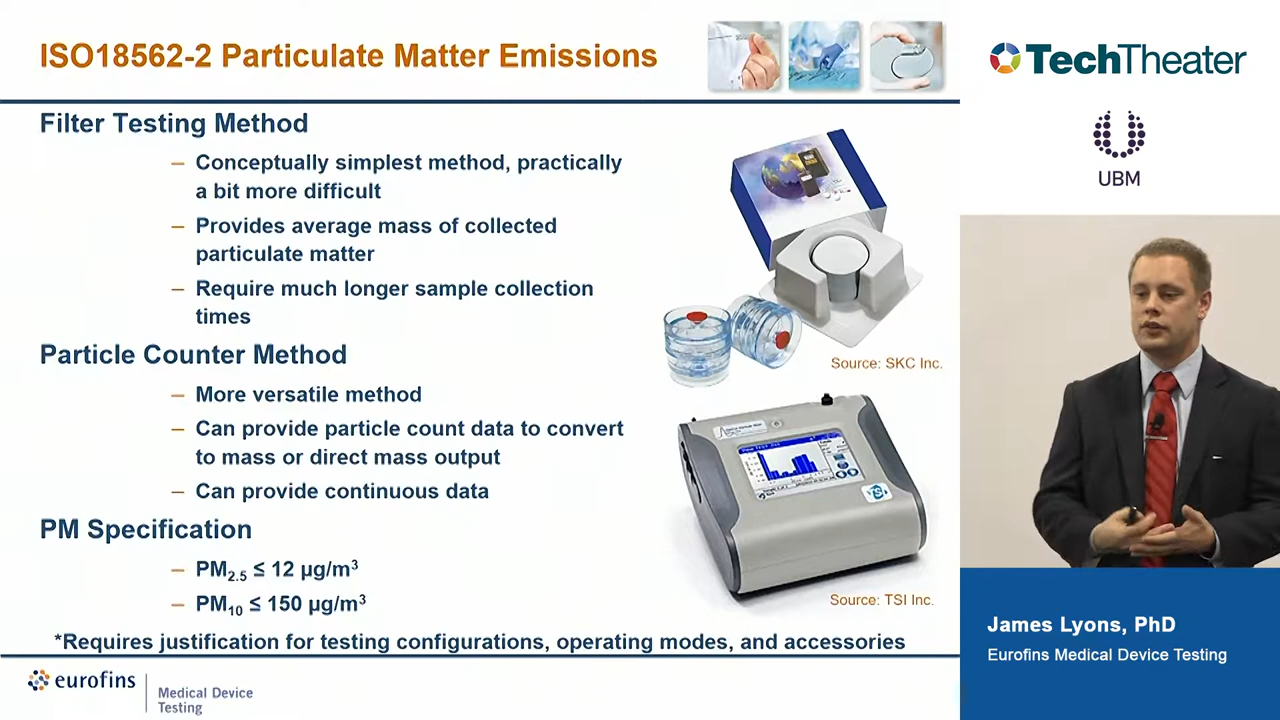 ISO18562-2 Particulate Matter Emissions
Filter Testing Method
– Conceptually simplest method, practically
a bit more difficult
– Provides average mass of collected
particulate matter
– Require much longer sample collection
times
Particle Counter Method
– More versatile method
– Can provide particle count data to convert
to mass or direct mass output
– Can provide continuous data
PM Specification
– PM2.5 ≤ 12 µg/m³
– PM10 ≤ 150 µg/m³
*Requires justification for testing configurations, operating modes, and accessories
Source: SKC Inc.
Source: TSI Inc.
eurofins
Medical Device
Testing
TechTheater
UBM
James Lyons, PhD
Eurofins Medical Device Testing